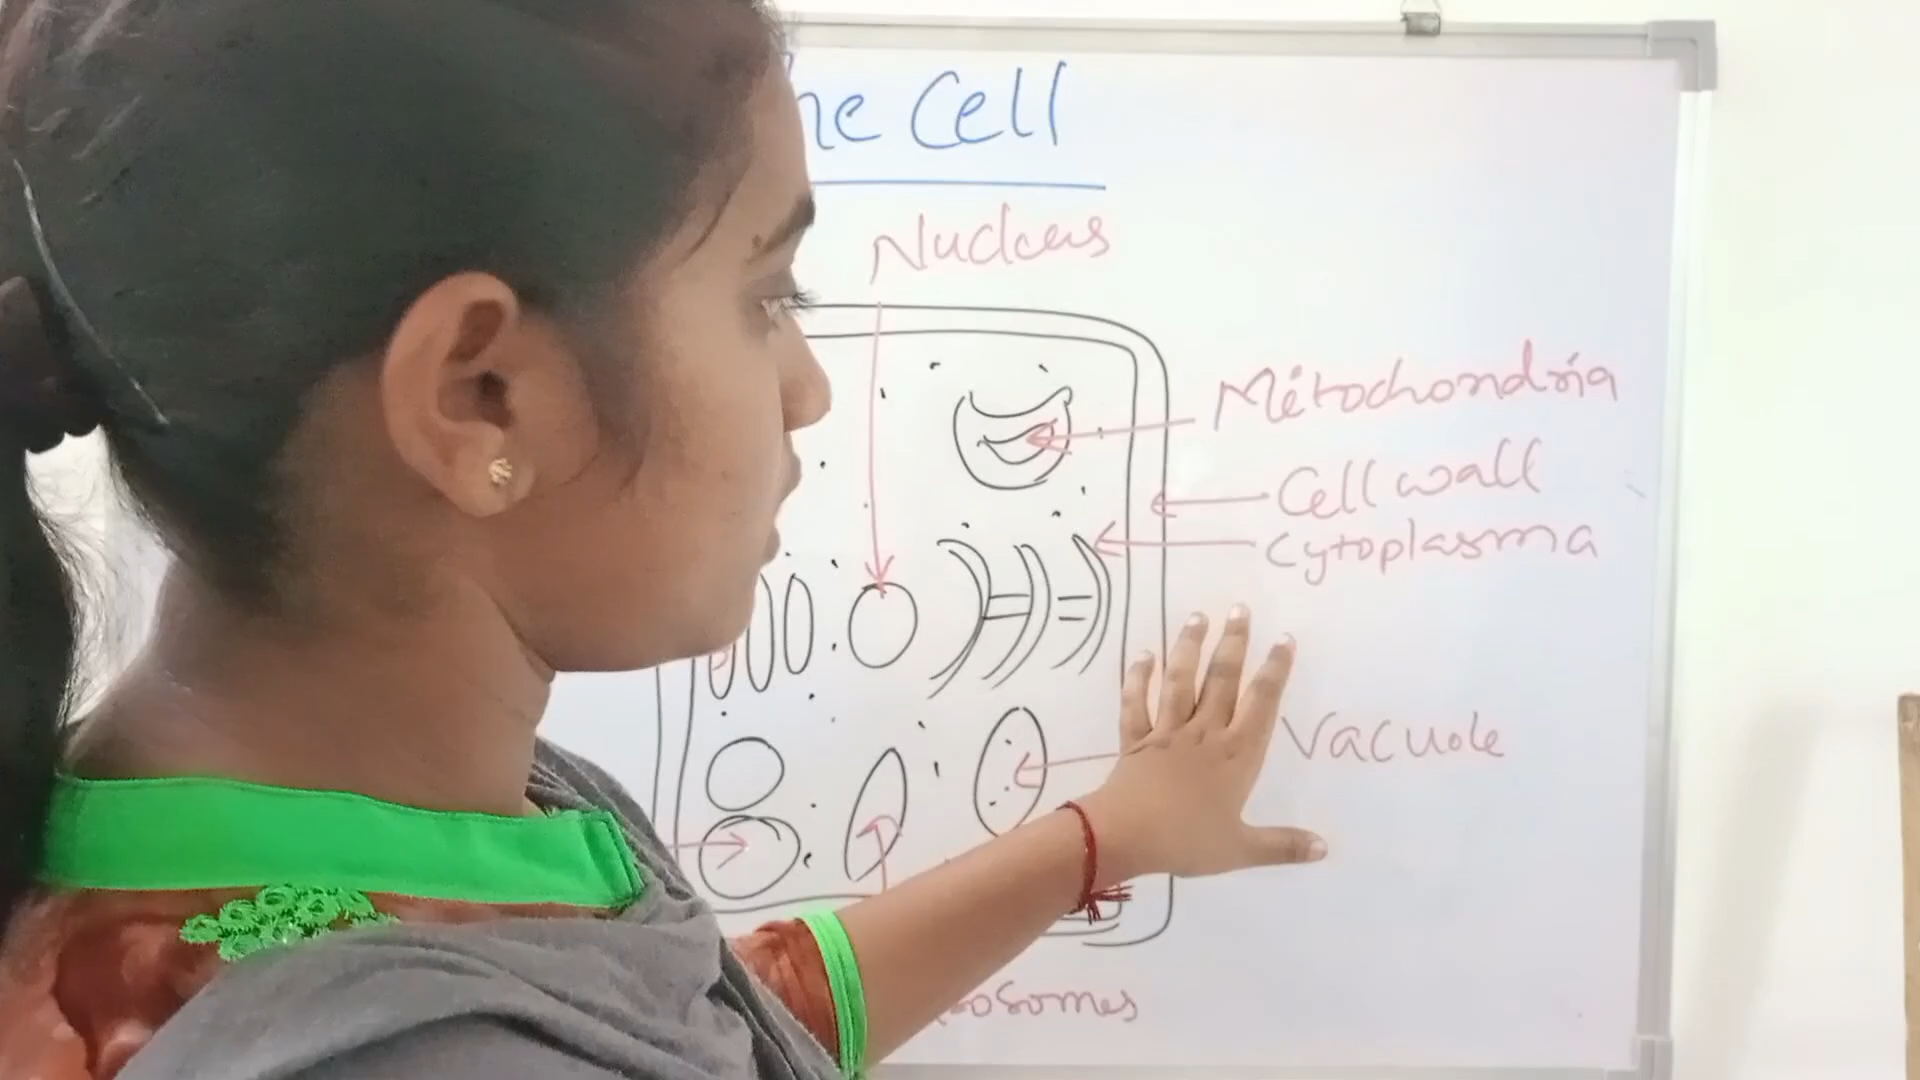 he Cell
Nucleus
Mitochondria
Cell wall
Cytoplasma
Vacuole
osomes